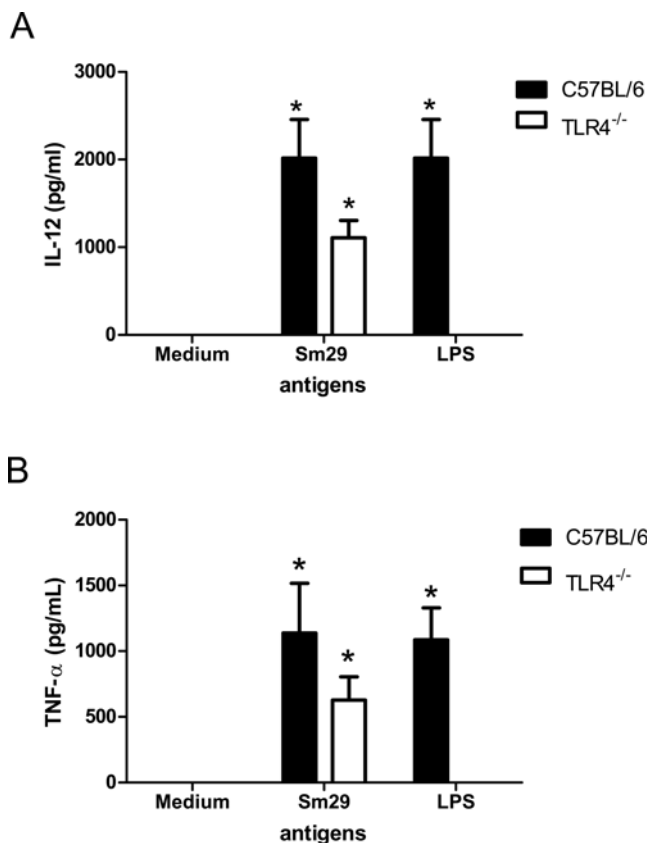 A
3000
2000
1000
0
IL-12 (pg/ml)
* * *
Medium Sm29 LPS
antigens
C57BL/6
TLR4-/-
B
2000
1500
1000
500
0
TNF-α (pg/mL)
* * *
Medium Sm29 LPS
antigens
C57BL/6
TLR4-/-